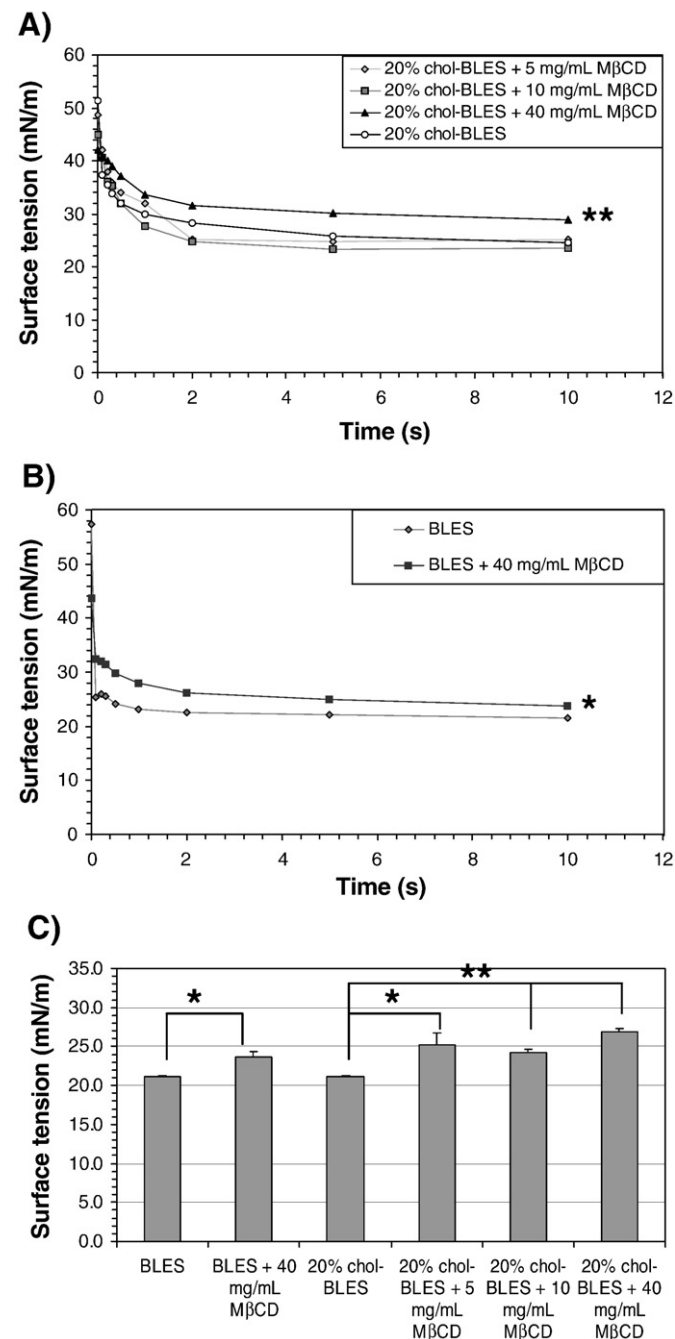 A)
60
50
40
30
20
10
0
Surface tension (mN/m)
20% chol-BLES + 5 mg/mL MβCD
20% chol-BLES + 10 mg/mL MβCD
20% chol-BLES + 40 mg/mL MβCD
20% chol-BLES
**
0 2 4 6 8 10 12
Time (s)
B)
60
50
40
30
20
10
0
Surface tension (mN/m)
BLES
BLES + 40 mg/mL MβCD
*
0 2 4 6 8 10 12
Time (s)
C)
35.0
30.0
25.0
20.0
15.0
10.0
5.0
0.0
Surface tension (mN/m)
*
*
**
BLES
BLES + 40
mg/mL
MβCD
20% chol-
BLES
20% chol-
BLES + 5
mg/mL
MβCD
20% chol-
BLES + 10
mg/mL
MβCD
20% chol-
BLES + 40
mg/mL
MβCD